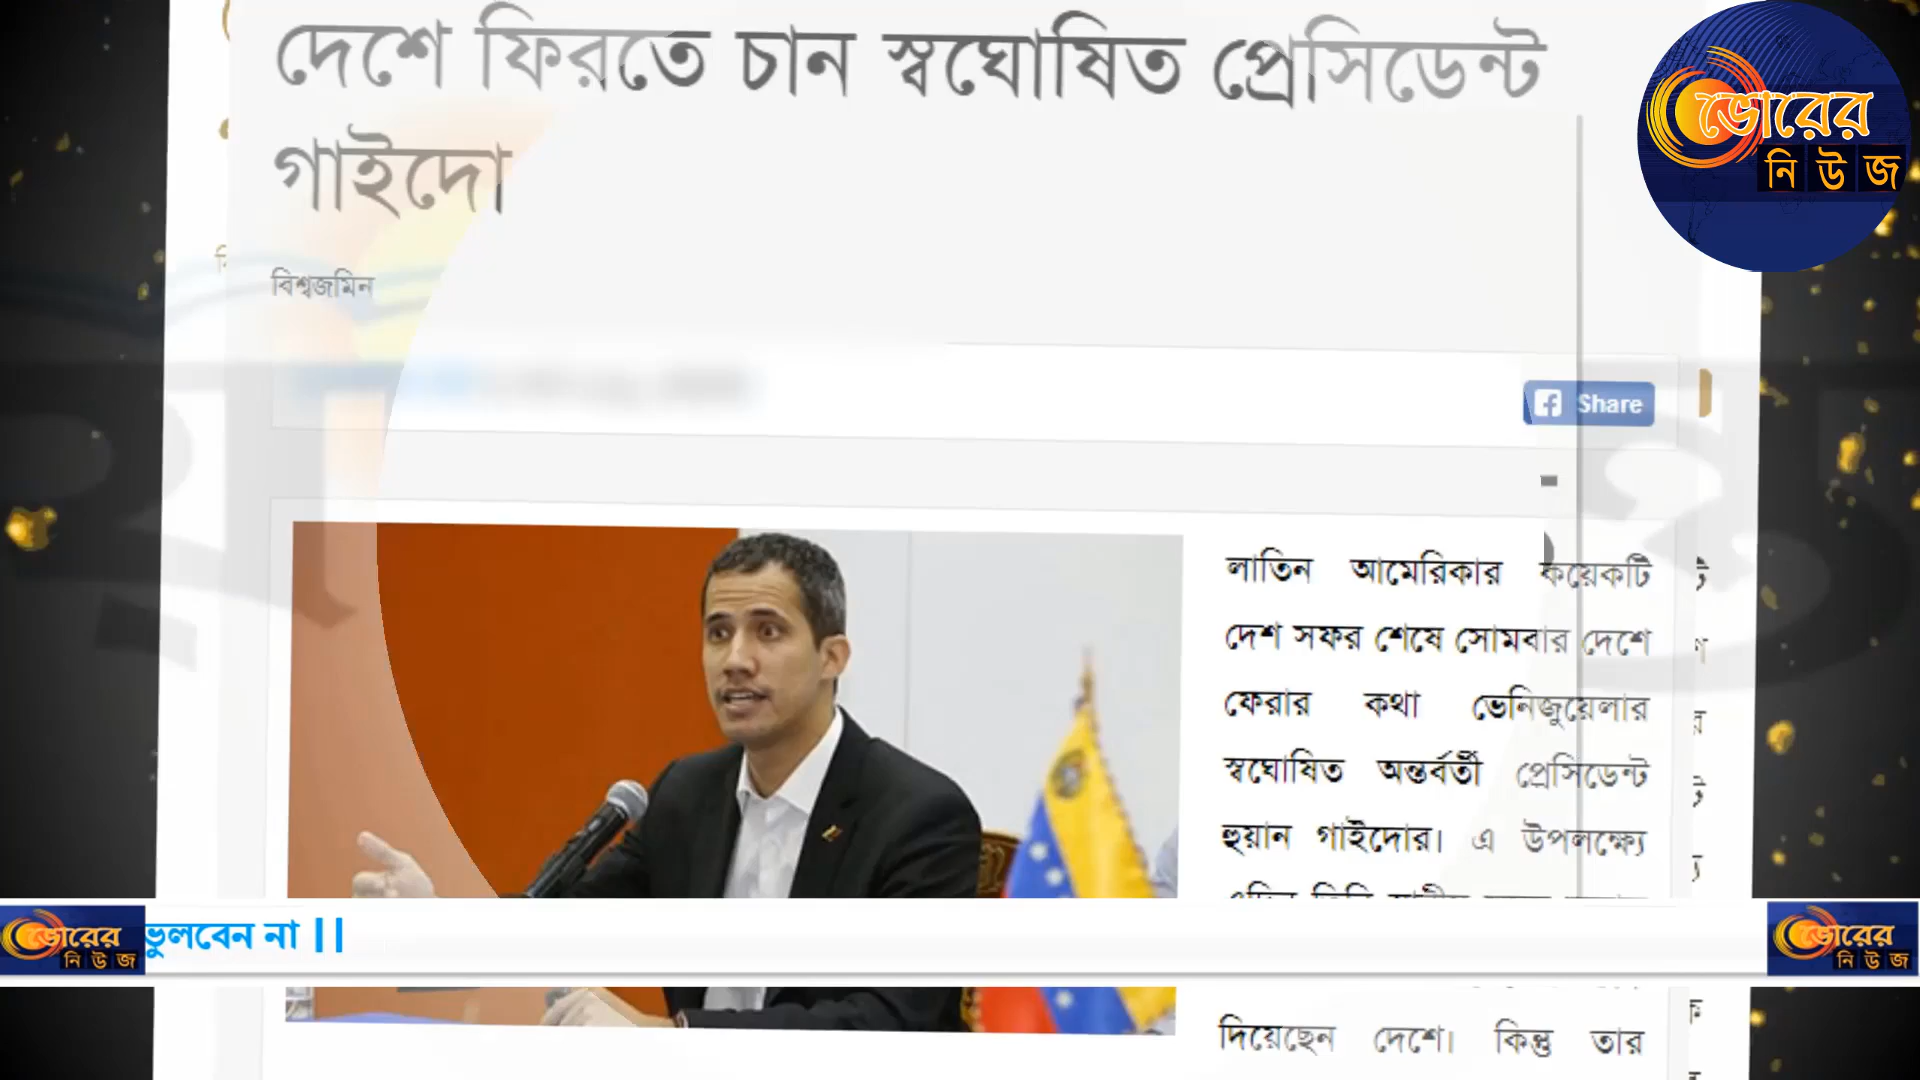 দেশে ফিরতে চান স্বঘোষিত প্রেসিডেন্ট
গাইদো
ভোরের
নি উ জ
বিশ্বজমিন
Share
লাতিন আমেরিকার কয়েকটি
দেশ সফর শেষে সোমবার দেশে
ফেরার কথা ভেনিজুয়েলার
স্বঘোষিত অন্তর্বর্তী প্রেসিডেন্ট
হুয়ান গাইদোর। এ উপলক্ষ্যে
ভোরের
নি উ জ
ভুলবেন না ||
ভোরের
নি উ জ
দিয়েছেন দেশে। কিন্তু তার